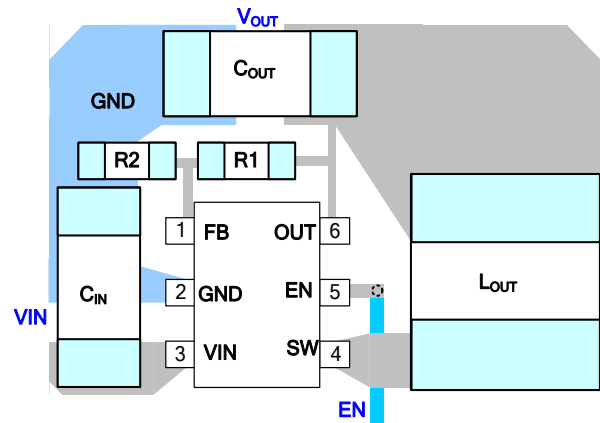 VOUT
COUT
GND
R2
R1
1 FB OUT 6
2 GND EN 5
3 VIN SW 4
CIN
VIN
LOUT
EN